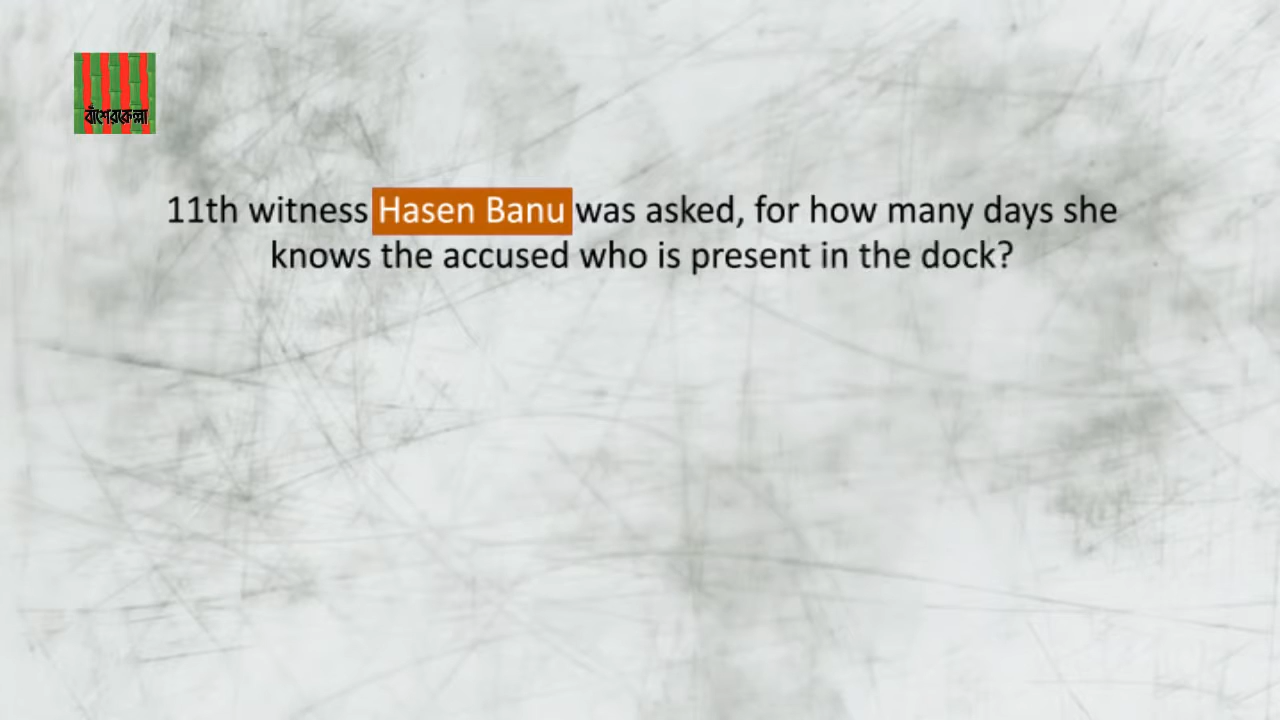 বাঁশেরকেল্লা
11th witness Hasen Banu was asked, for how many days she
knows the accused who is present in the dock?